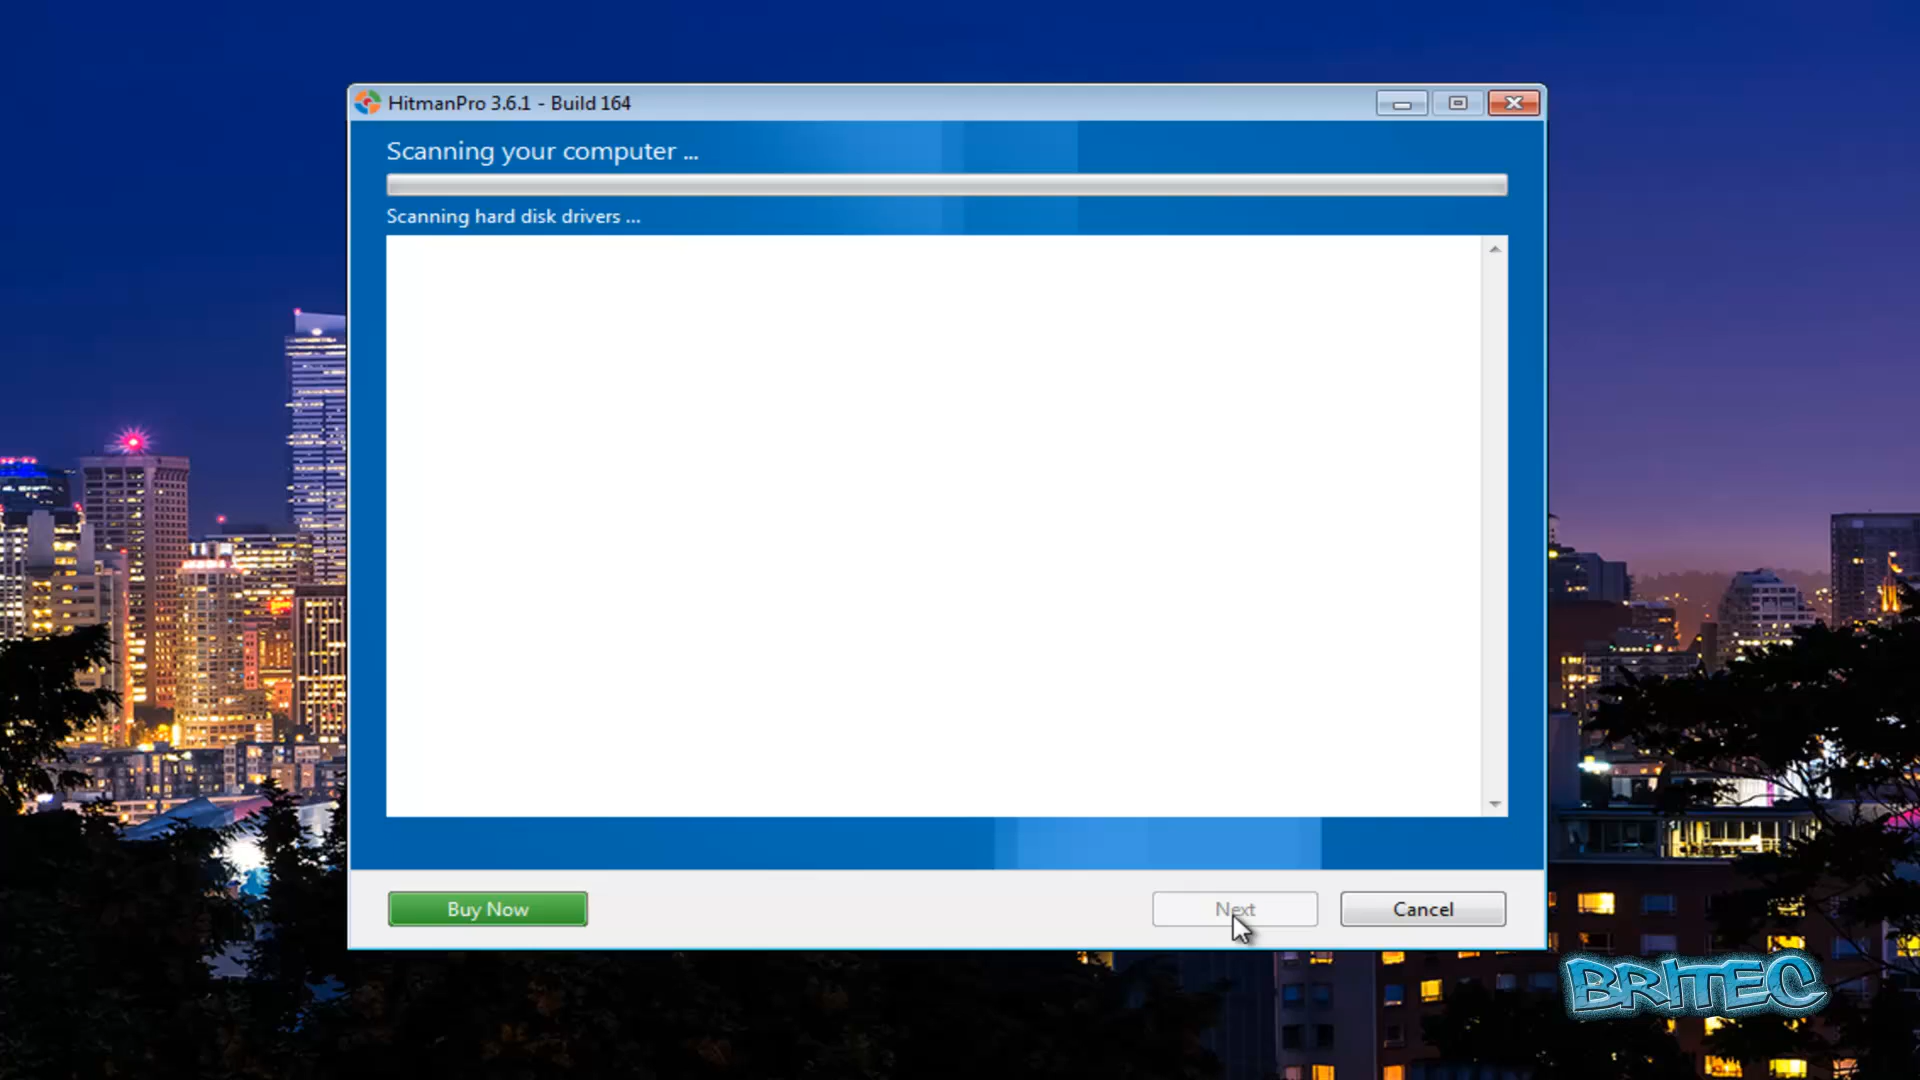 HitmanPro 3.6.1 - Build 164
Scanning your computer ...
Scanning hard disk drivers ...
Buy Now
Next
Cancel
BRITEC